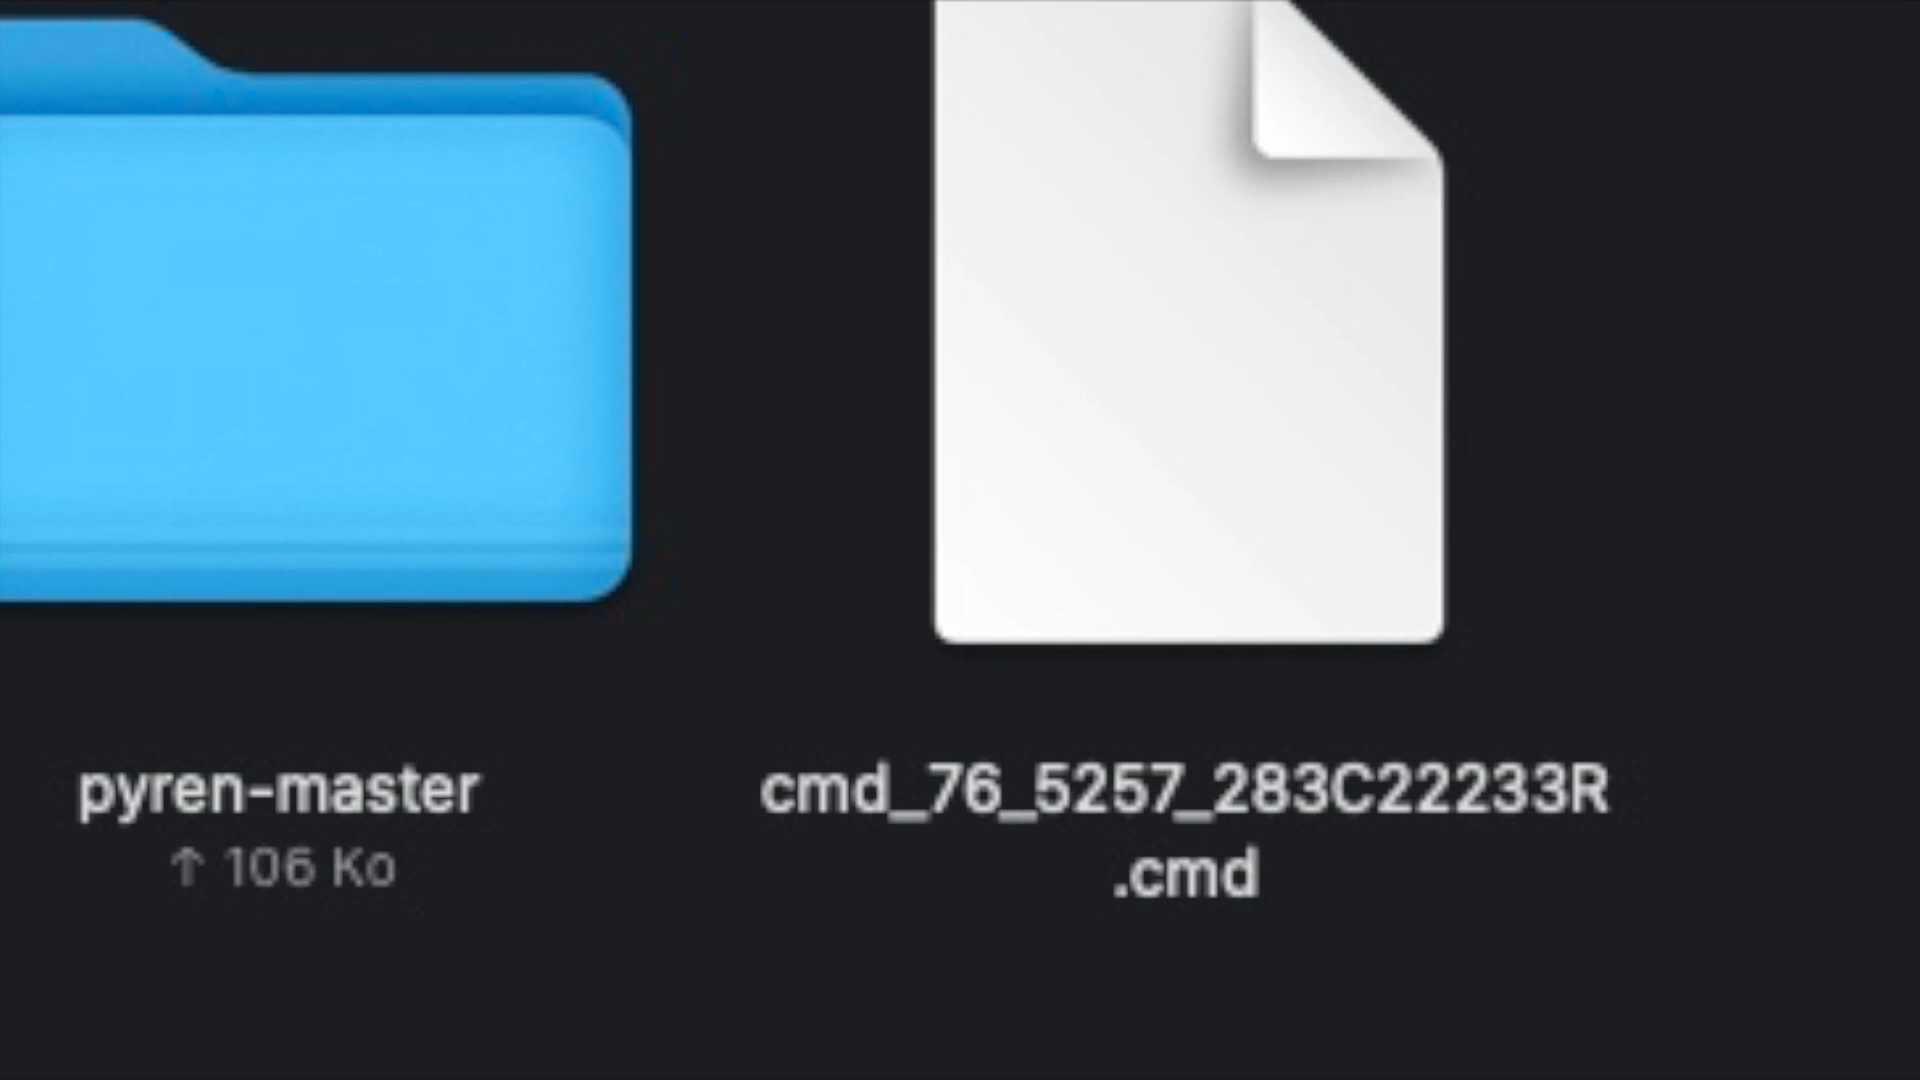 pyren-master
↑ 106 Ko
cmd_76_5257_283C22233R
.cmd